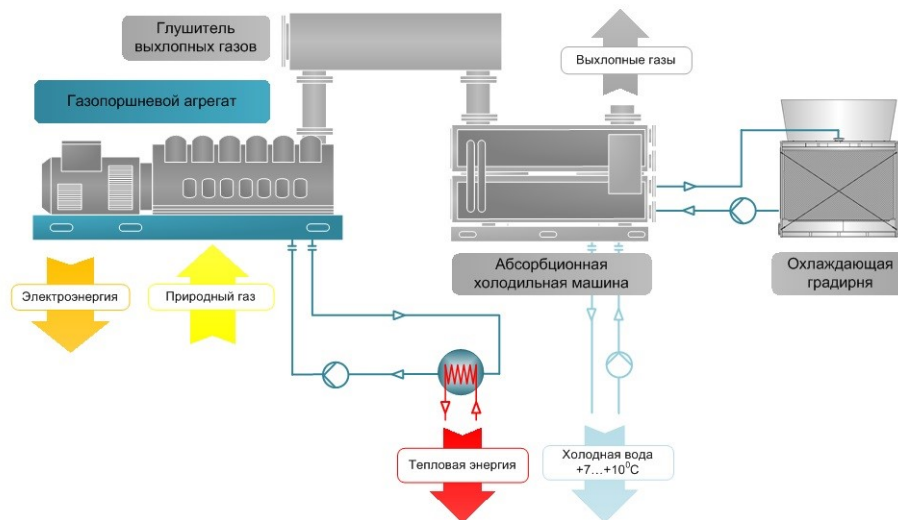 Глушитель
выхлопных газов
Выхлопные газы
Газопоршневой агрегат
Абсорбционная
холодильная машина
Охлаждающая
градирня
Электроэнергия
Природный газ
Тепловая энергия
Холодная вода
+7...+10⁰С